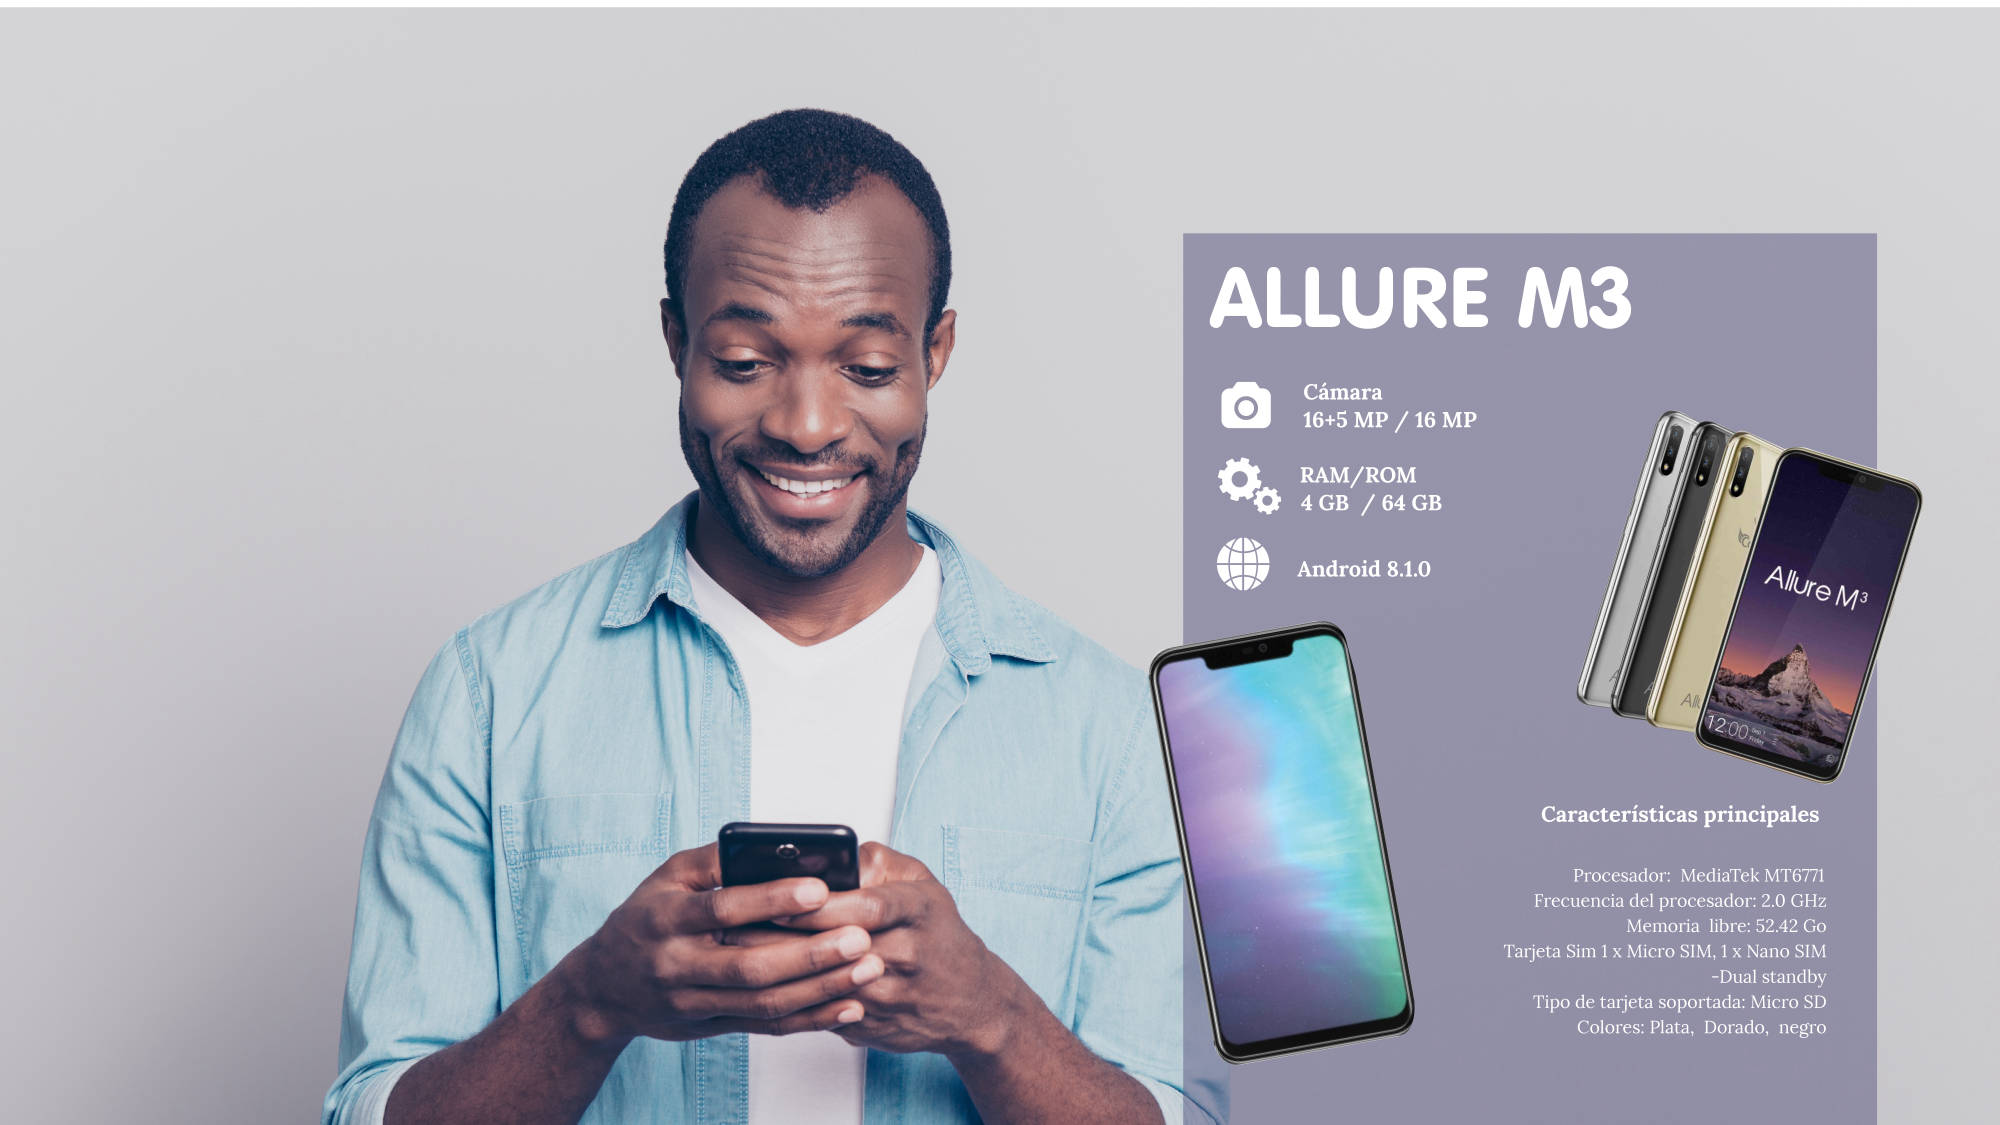 ALLURE M3
Cámara
16+5 MP / 16 MP
RAM/ROM
4 GB / 64 GB
Android 8.1.0
Allure M³
12:00
Características principales
Procesador: MediaTek MT6771
Frecuencia del procesador: 2.0 GHz
Memoria libre: 52.42 Go
Tarjeta Sim 1 x Micro SIM, 1 x Nano SIM
-Dual standby
Tipo de tarjeta soportada: Micro SD
Colores: Plata, Dorado, negro